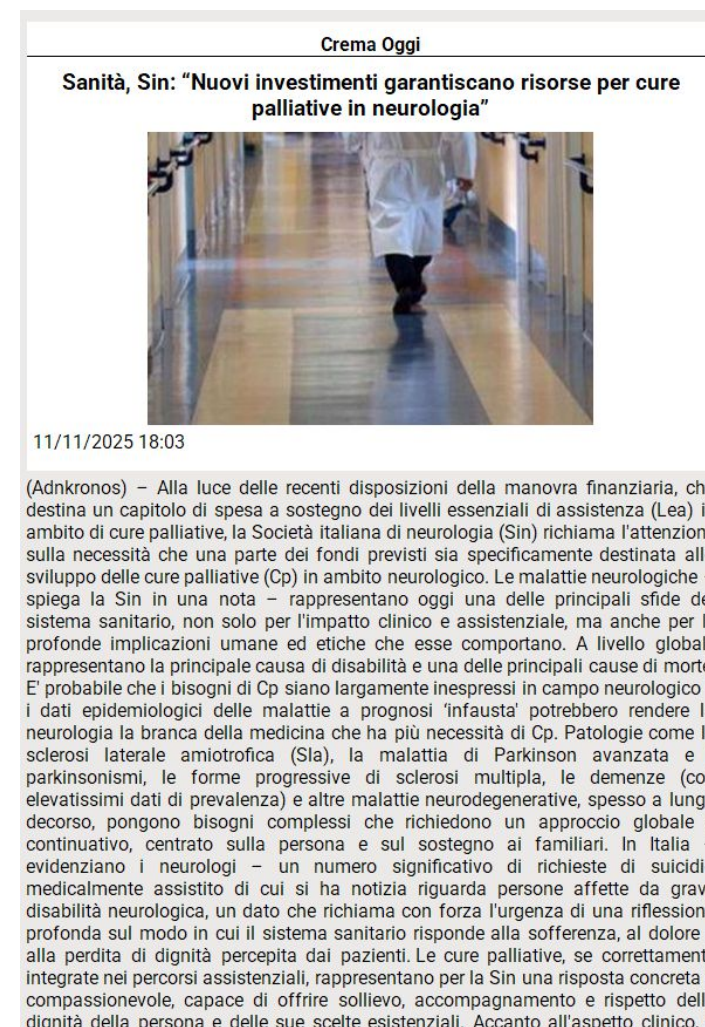 Crema Oggi
Sanità, Sin: “Nuovi investimenti garantiscano risorse per cure
palliative in neurologia”
11/11/2025 18:03
(Adnkronos) – Alla luce delle recenti disposizioni della manovra finanziaria, ch
destina un capitolo di spesa a sostegno dei livelli essenziali di assistenza (Lea) i
ambito di cure palliative, la Società italiana di neurologia (Sin) richiama l'attenzion
sulla necessità che una parte dei fondi previsti sia specificamente destinata all
sviluppo delle cure palliative (Cp) in ambito neurologico. Le malattie neurologiche -
spiega la Sin in una nota – rappresentano oggi una delle principali sfide de
sistema sanitario, non solo per l'impatto clinico e assistenziale, ma anche per l
profonde implicazioni umane ed etiche che esse comportano. A livello global
rappresentano la principale causa di disabilità e una delle principali cause di morte
E' probabile che i bisogni di Cp siano largamente inespressi in campo neurologico
i dati epidemiologici delle malattie a prognosi ‘infausta' potrebbero rendere l
neurologia la branca della medicina che ha più necessità di Cp. Patologie come l
sclerosi laterale amiotrofica (Sla), la malattia di Parkinson avanzata e
parkinsonismi, le forme progressive di sclerosi multipla, le demenze (co
elevatissimi dati di prevalenza) e altre malattie neurodegenerative, spesso a lung
decorso, pongono bisogni complessi che richiedono un approccio globale
continuativo, centrato sulla persona e sul sostegno ai familiari. In Italia -
evidenziano i neurologi – un numero significativo di richieste di suicidi
medicalmente assistito di cui si ha notizia riguarda persone affette da grav
disabilità neurologica, un dato che richiama con forza l'urgenza di una riflession
profonda sul modo in cui il sistema sanitario risponde alla sofferenza, al dolore
alla perdita di dignità percepita dai pazienti. Le cure palliative, se correttament
integrate nei percorsi assistenziali, rappresentano per la Sin una risposta concreta
compassionevole, capace di offrire sollievo, accompagnamento e rispetto dell
dignità della persona e delle sue scelte esistenziali. Accanto all'aspetto clinico,